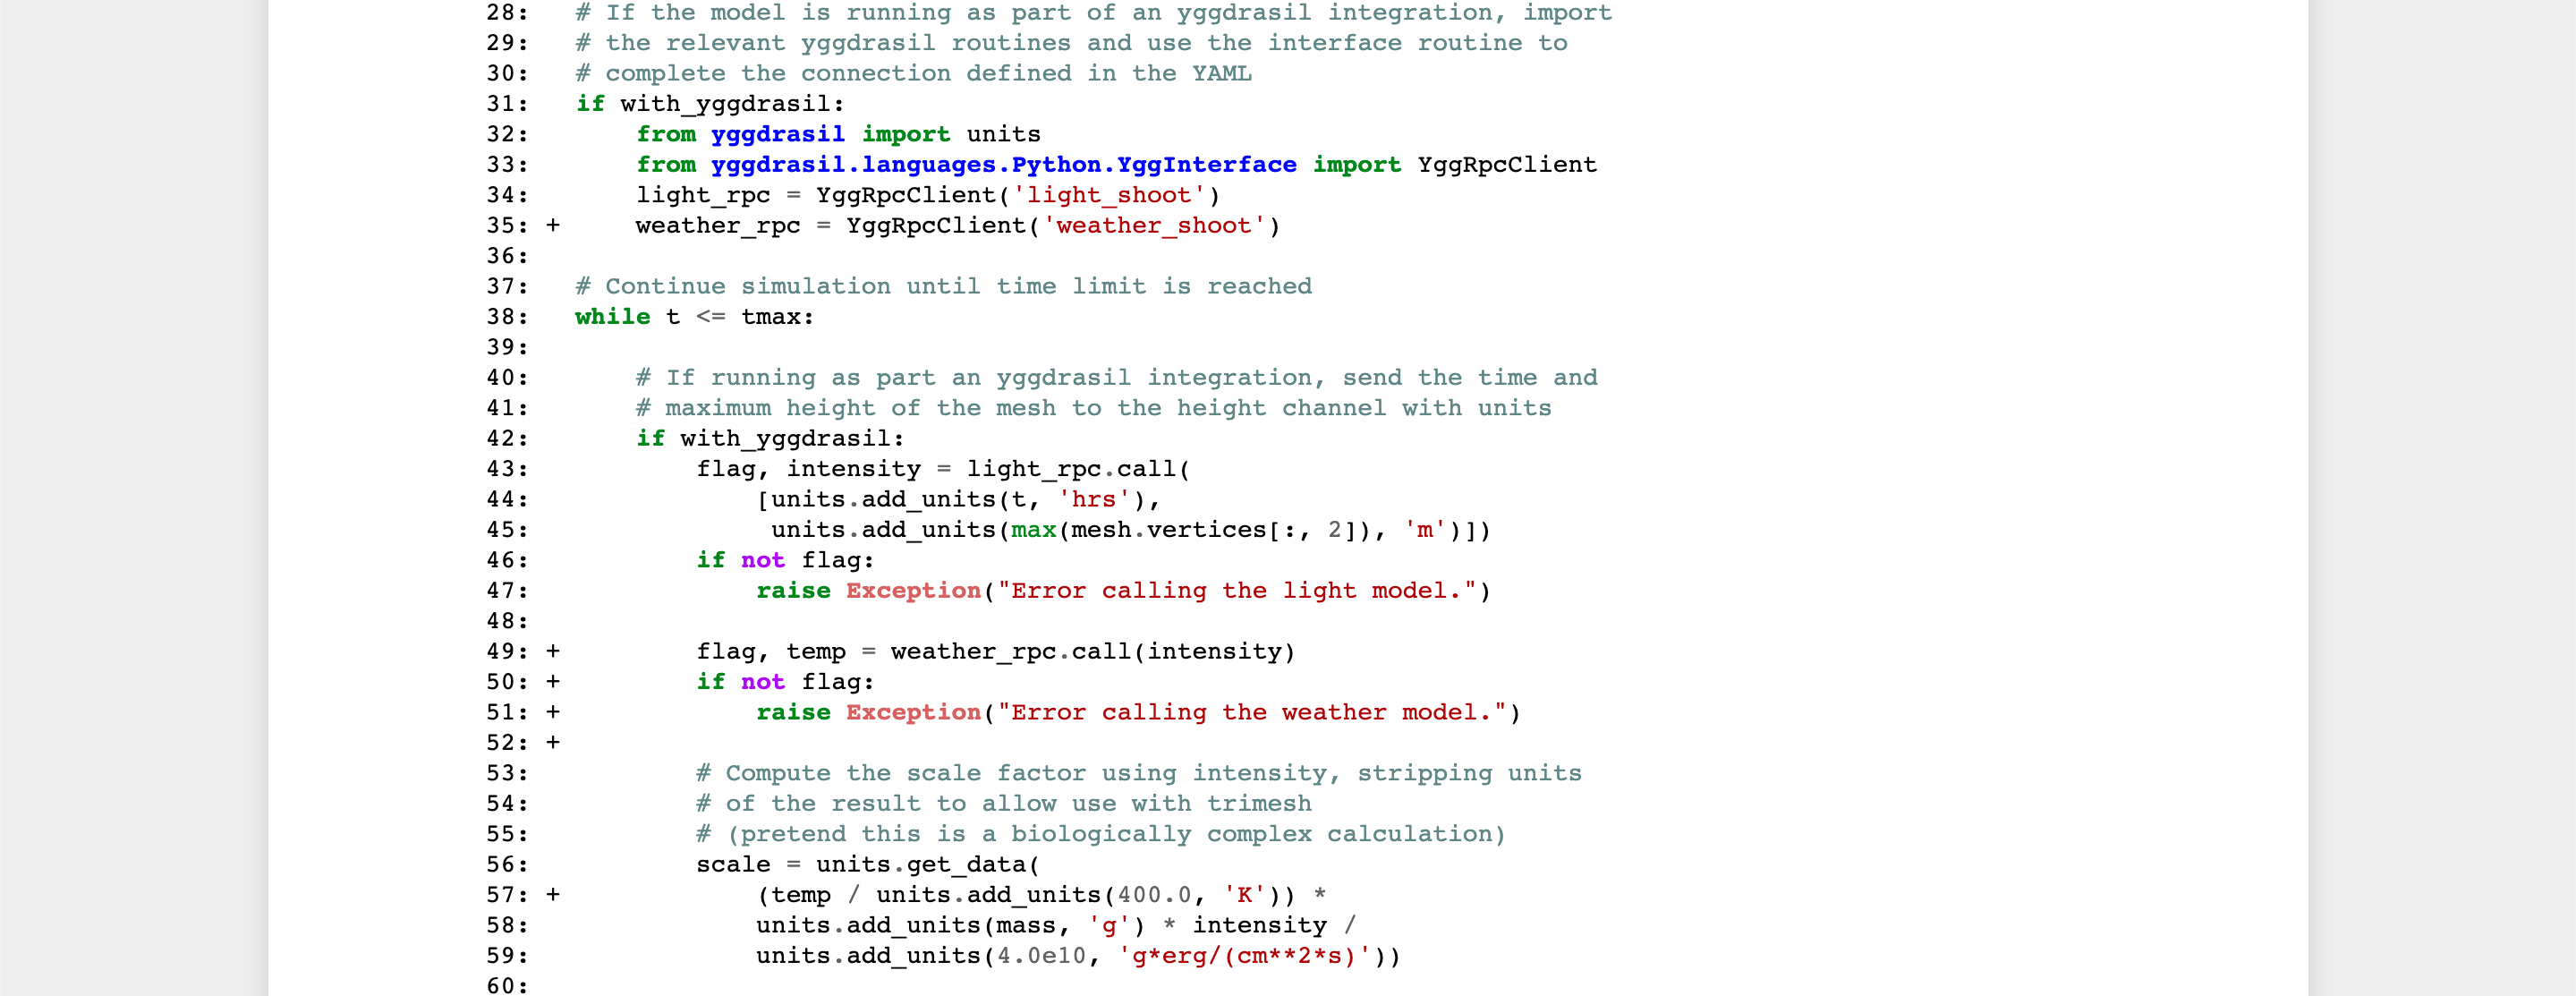 28:   # If the model is running as part of an yggdrasil integration, import
29:   # the relevant yggdrasil routines and use the interface routine to
30:   # complete the connection defined in the YAML
31:   if with_yggdrasil:
32:       from yggdrasil import units
33:       from yggdrasil.languages.Python.YggInterface import YggRpcClient
34:       light_rpc = YggRpcClient('light_shoot')
35: +     weather_rpc = YggRpcClient('weather_shoot')
36:
37:   # Continue simulation until time limit is reached
38:   while t <= tmax:
39:
40:       # If running as part an yggdrasil integration, send the time and
41:       # maximum height of the mesh to the height channel with units
42:       if with_yggdrasil:
43:           flag, intensity = light_rpc.call(
44:               [units.add_units(t, 'hrs'),
45:                units.add_units(max(mesh.vertices[:, 2]), 'm')])
46:           if not flag:
47:               raise Exception("Error calling the light model.")
48:
49: +         flag, temp = weather_rpc.call(intensity)
50: +         if not flag:
51: +             raise Exception("Error calling the weather model.")
52: +
53:           # Compute the scale factor using intensity, stripping units
54:           # of the result to allow use with trimesh
55:           # (pretend this is a biologically complex calculation)
56:           scale = units.get_data(
57: +             (temp / units.add_units(400.0, 'K')) *
58:               units.add_units(mass, 'g') * intensity /
59:               units.add_units(4.0e10, 'g*erg/(cm**2*s)'))
60: